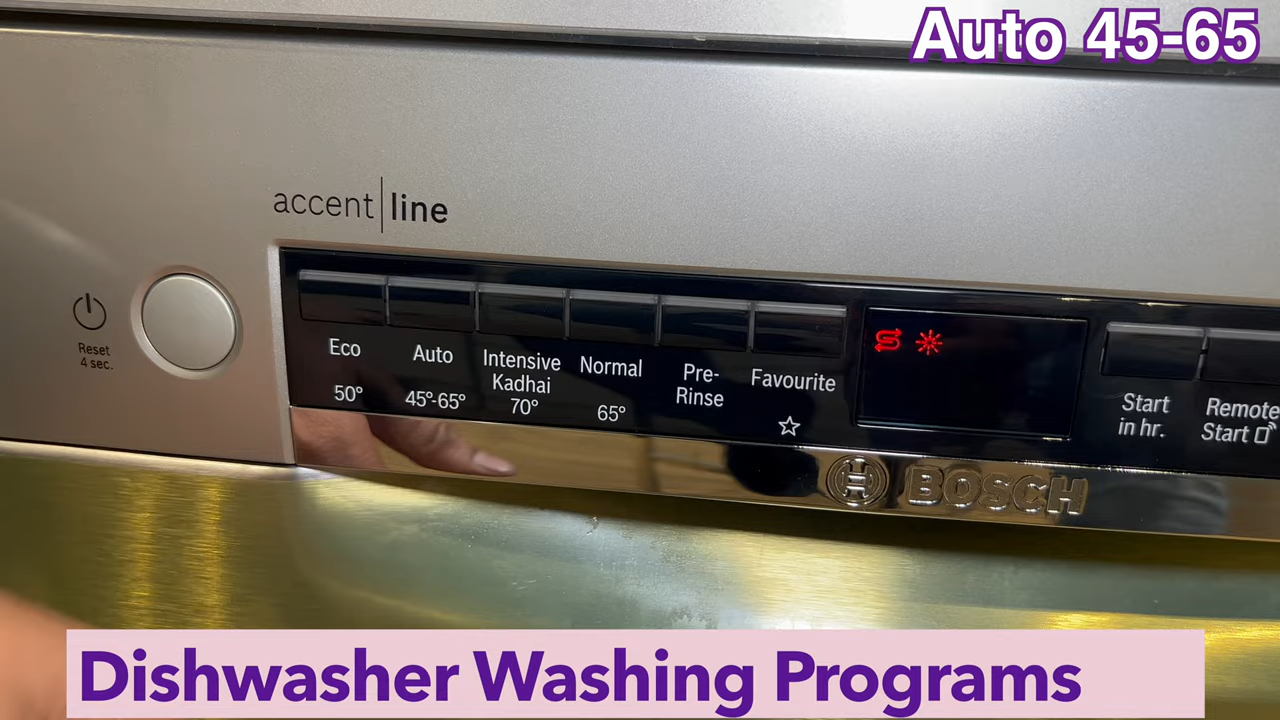 Auto 45-65
accent line
Reset
4 sec.
Eco
50°
Auto
45°-65°
Intensive
Kadhai
70°
Normal
65°
Pre-
Rinse
Favourite
Start
in hr.
Remote
Start
BOSCH
Dishwasher Washing Programs